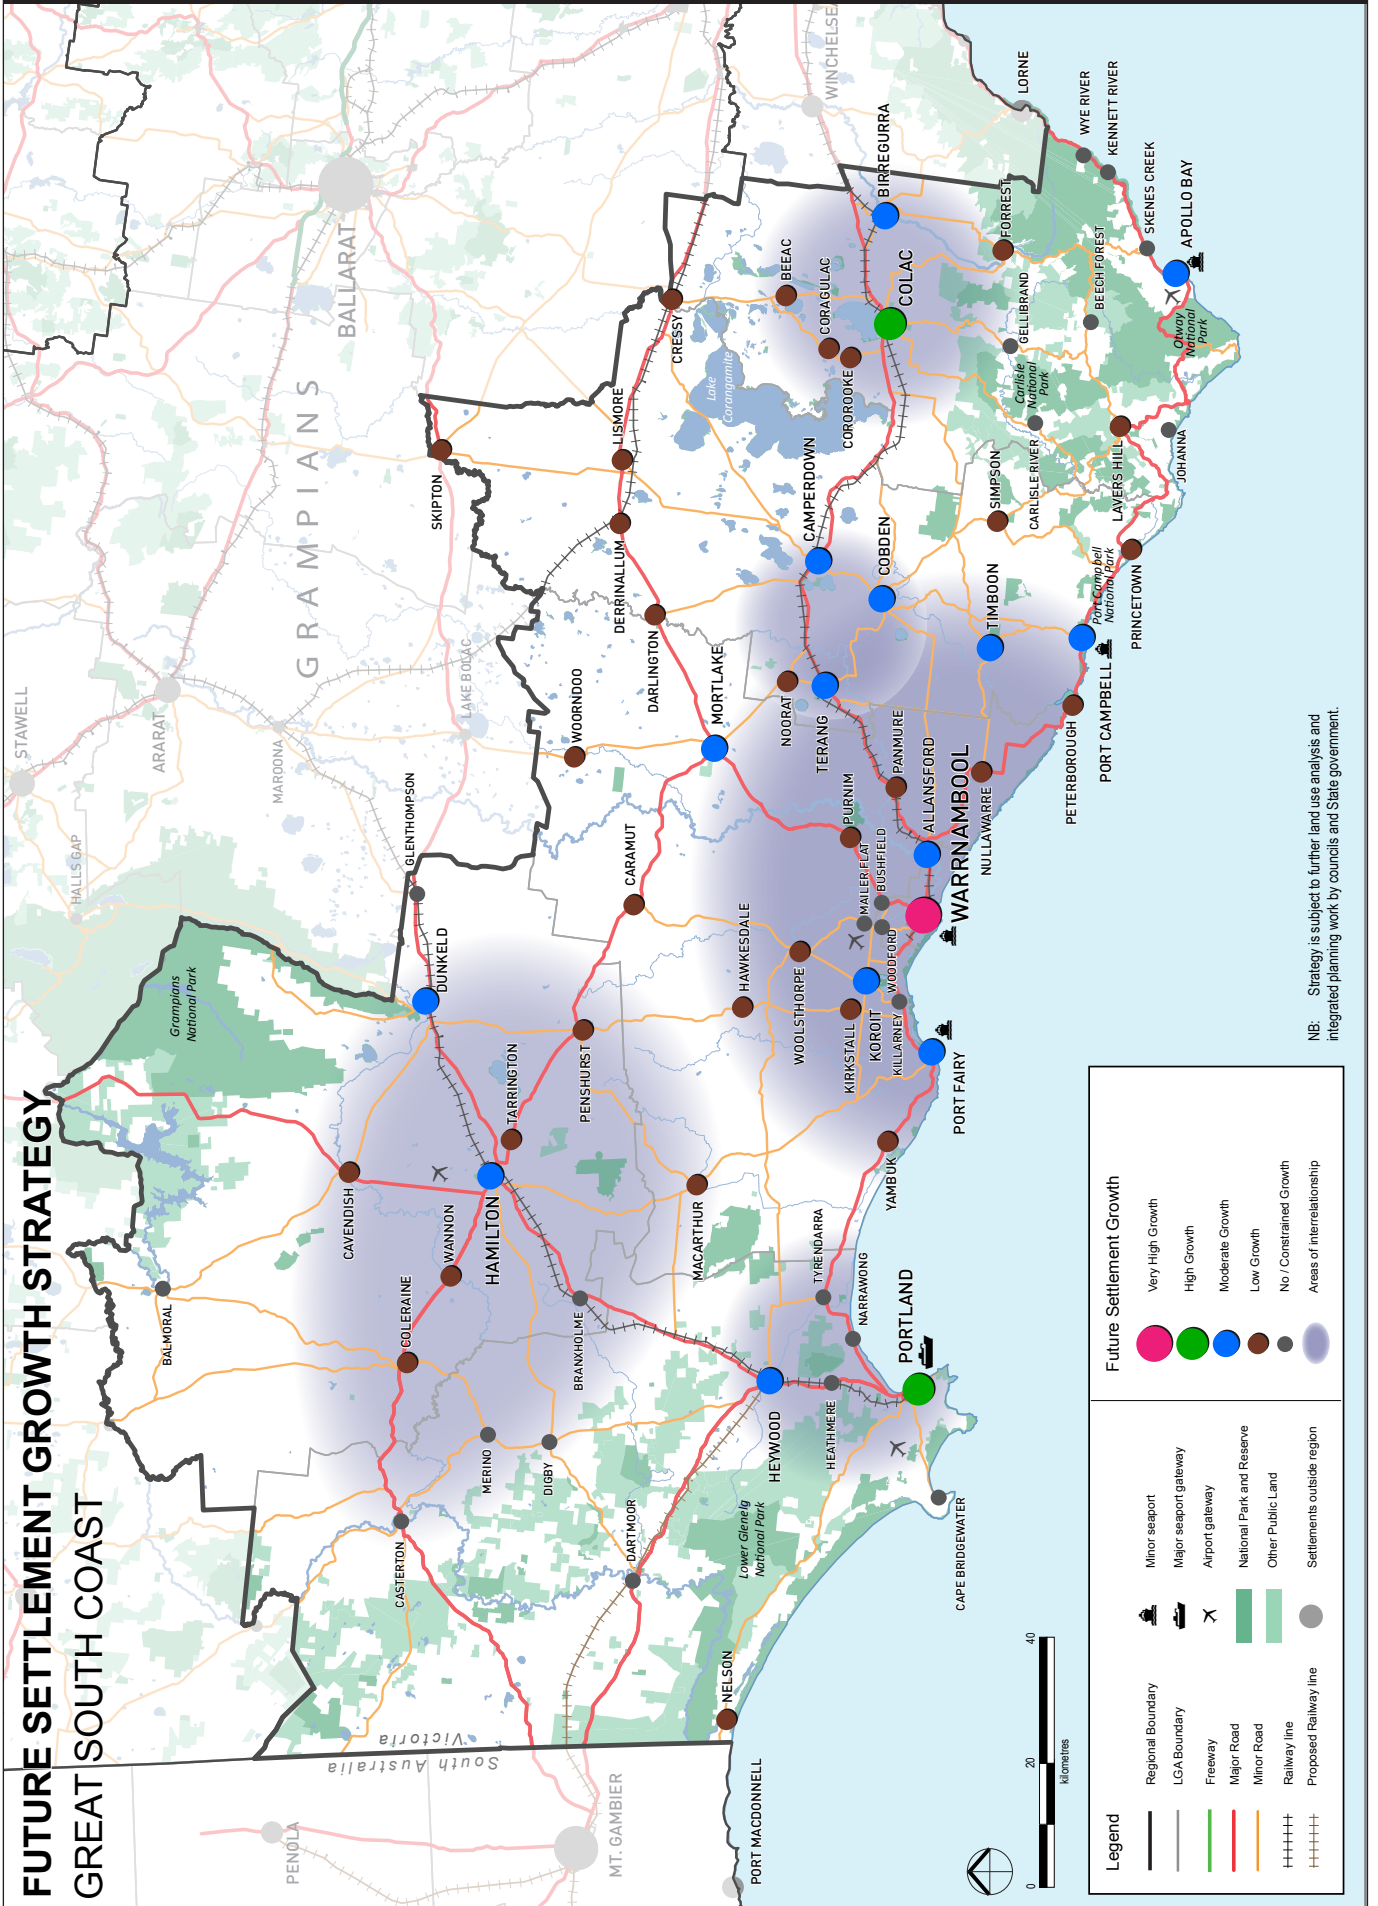 FUTURE SETTLEMENT GROWTH STRATEGY
GREAT SOUTH COAST
STAWELL
HALLS GAP
ARARAT
MAROONA
GRAMPIANS
BALLARAT
LAKE BOLAC
SKIPTON
GLENTHOMPSON
Grampians
National Park
DUNKELD
BALMORAL
CAVENDISH
COLERAINE
WANNON
HAMILTON
TARRINGTON
PENSHURST
CARAMUT
WOORNDOO
DARLINGTON
DERRINALLUM
LISMORE
CRESSY
WINCHELSEA
MORTLAKE
CASTERTON
MERINO
DIGBY
BRANXHOLME
MACARTHUR
HAWKESDALE
WOOLSTHORPE
KIRKSTALL
KOROIT
KILLARNEY
WOODFORD
MAILER FLAT
BUSHFIELD
PURNIM
PANMURE
ALLANSFORD
WARRNAMBOOL
NULLAWARRE
NOORAT
TERANG
CAMPERDOWN
COBDEN
TIMBOON
SIMPSON
Lake
Corangamite
COROROOKE
CORAGULAC
BEEAC
COLAC
BIRREGURRA
FORREST
GELLIBRAND
Carlisle
National
Park
CARLISLE RIVER
BEECH FOREST
LAVERS HILL
JOHANNA
Otway
National
Park
LORNE
WYE RIVER
KENNETT RIVER
SKENES CREEK
APOLLO BAY
PRINCETOWN
Port Campbell
National Park
PORT CAMPBELL
PETERBOROUGH
PORT FAIRY
YAMBUK
TYRENDARRA
NARRAWONG
PORTLAND
HEATHMERE
HEYWOOD
DARTMOOR
Lower Glenelg
National Park
CAPE BRIDGEWATER
NELSON
Victoria
South Australia
PENOLA
MT. GAMBIER
PORT MACDONNELL
0
20
40
kilometres
NB: Strategy is subject to further land use analysis and
integrated planning work by councils and State government.
Legend
Regional Boundary
LGA Boundary
Freeway
Major Road
Minor Road
Railway line
Proposed Railway line
Minor seaport
Major seaport gateway
Airport gateway
National Park and Reserve
Other Public Land
Settlements outside region
Future Settlement Growth
Very High Growth
High Growth
Moderate Growth
Low Growth
No / Constrained Growth
Areas of interrelationship